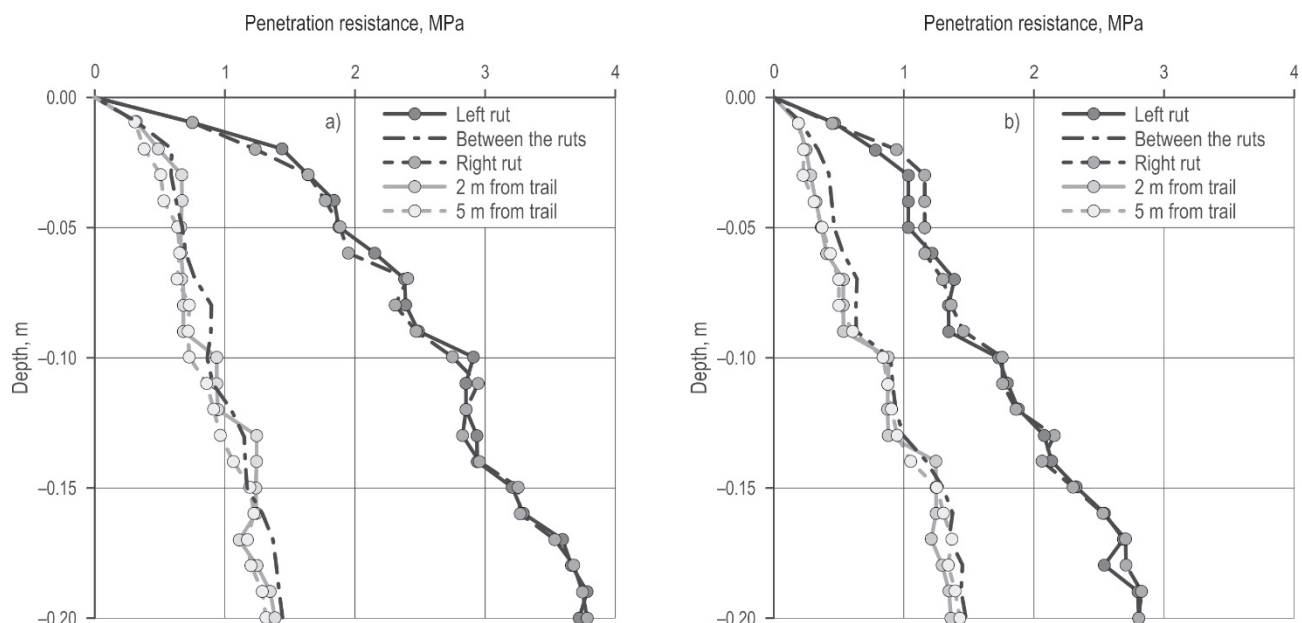 Penetration resistance, MPa
0 1 2 3 4
0.00
–0.05
–0.10
–0.15
–0.20
Depth, m
a)
Left rut
Between the ruts
Right rut
2 m from trail
5 m from trail
Penetration resistance, MPa
0 1 2 3 4
0.00
–0.05
–0.10
–0.15
–0.20
Depth, m
b)
Left rut
Between the ruts
Right rut
2 m from trail
5 m from trail